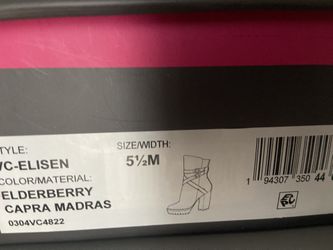 STYLE:
VC-ELISEN
SIZE/WIDTH:
5½M
COLOR/MATERIAL:
ELDERBERRY
CAPRA MADRAS
0304VC4822
1 94307 350 44